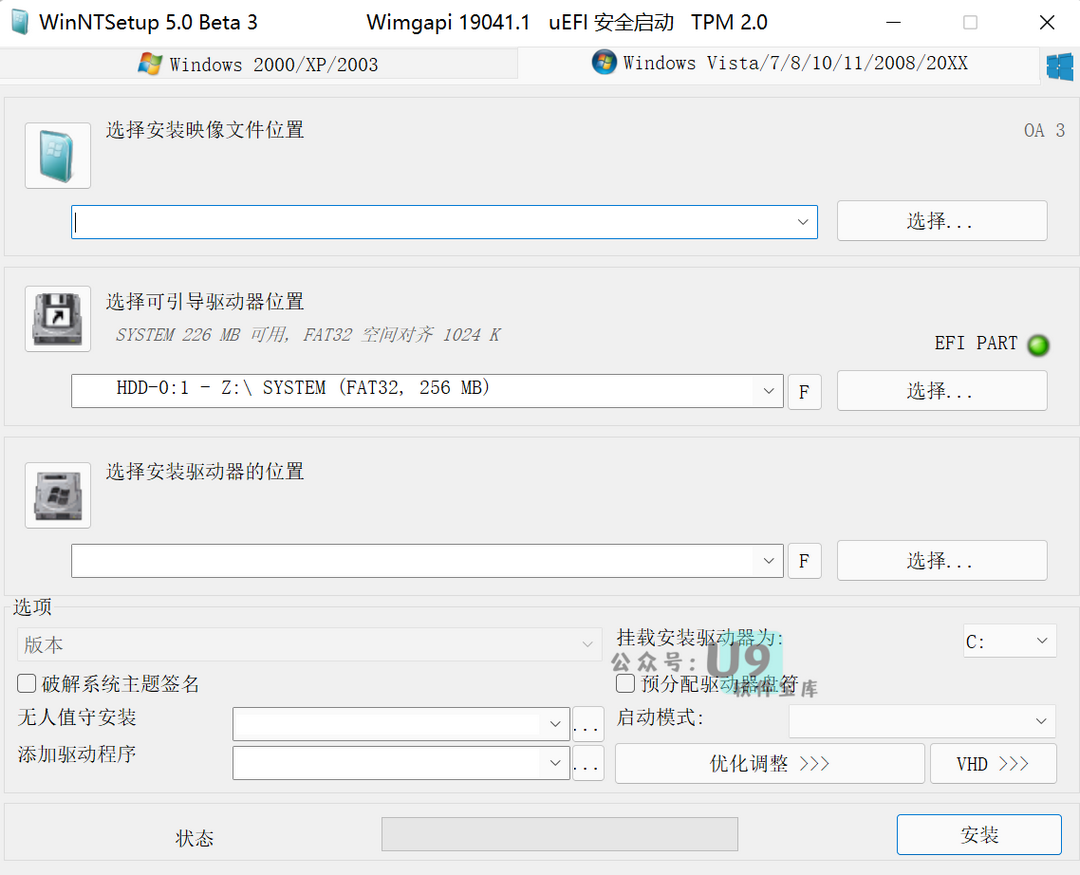 WinNTSetup 5.0 Beta 3 Wimgapi 19041.1 uEFI 安全启动 TPM 2.0
Windows 2000/XP/2003 Windows Vista/7/8/10/11/2008/20XX
选择安装映像文件位置 OA 3
选择...
选择可引导驱动器位置
SYSTEM 226 MB 可用, FAT32 空间对齐 1024 K
EFI PART
HDD-0:1 - Z:\ SYSTEM (FAT32, 256 MB) F 选择...
选择安装驱动器的位置
F 选择...
选项
版本 挂载安装驱动器为: C:
公众号: U9
软件宝库
破解系统主题签名 预分配驱动器盘符
无人值守安装 ... 启动模式:
添加驱动程序 ... 优化调整 >>> VHD >>>
状态 安装